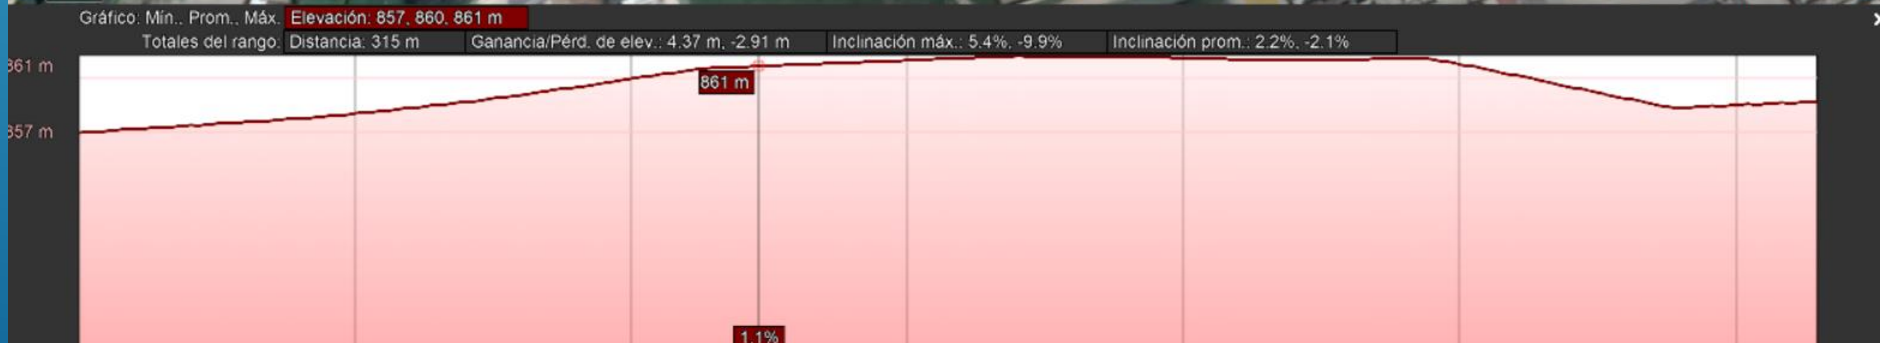 Gráfico: Mín., Prom., Máx. Elevación: 857, 860, 861 m
Totales del rango: Distancia: 315 m Ganancia/Pérd. de elev.: 4.37 m, -2.91 m Inclinación máx.: 5.4%, -9.9% Inclinación prom.: 2.2%, -2.1%
861 m
861 m
857 m
1.1%